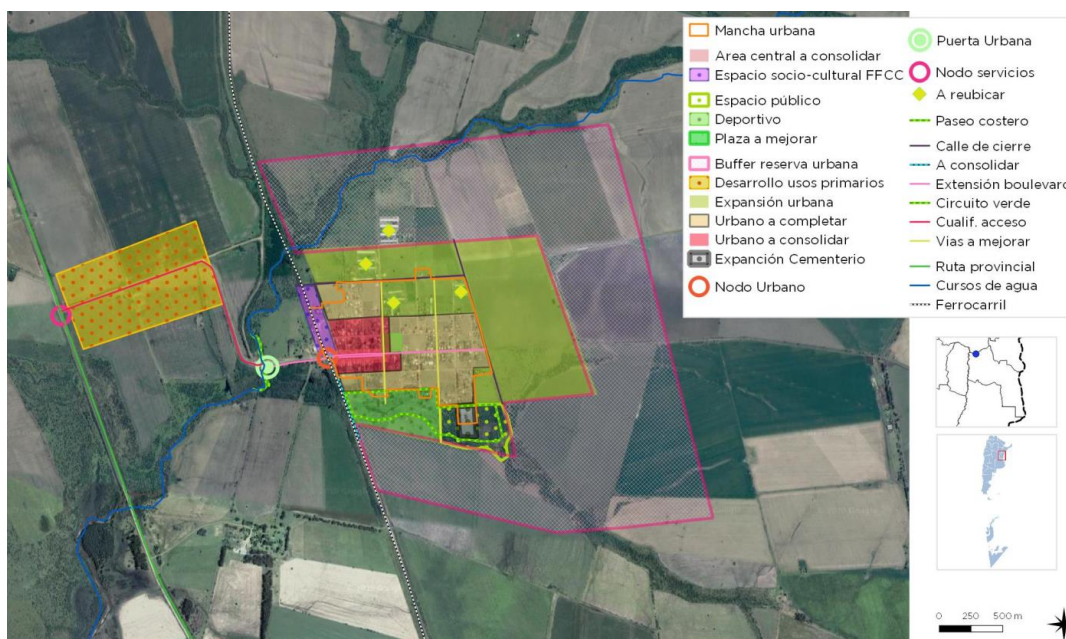 Mancha urbana
Area central a consolidar
Espacio socio-cultural FFCC
Espacio público
Deportivo
Plaza a mejorar
Buffer reserva urbana
Desarrollo usos primarios
Expansión urbana
Urbano a completar
Urbano a consolidar
Expanción Cementerio
Nodo Urbano
Puerta Urbana
Nodo servicios
A reubicar
Paseo costero
Calle de cierre
A consolidar
Extensión boulevard
Circuito verde
Cualif. acceso
Vias a mejorar
Ruta provincial
Cursos de agua
Ferrocarril
0 250 500 m